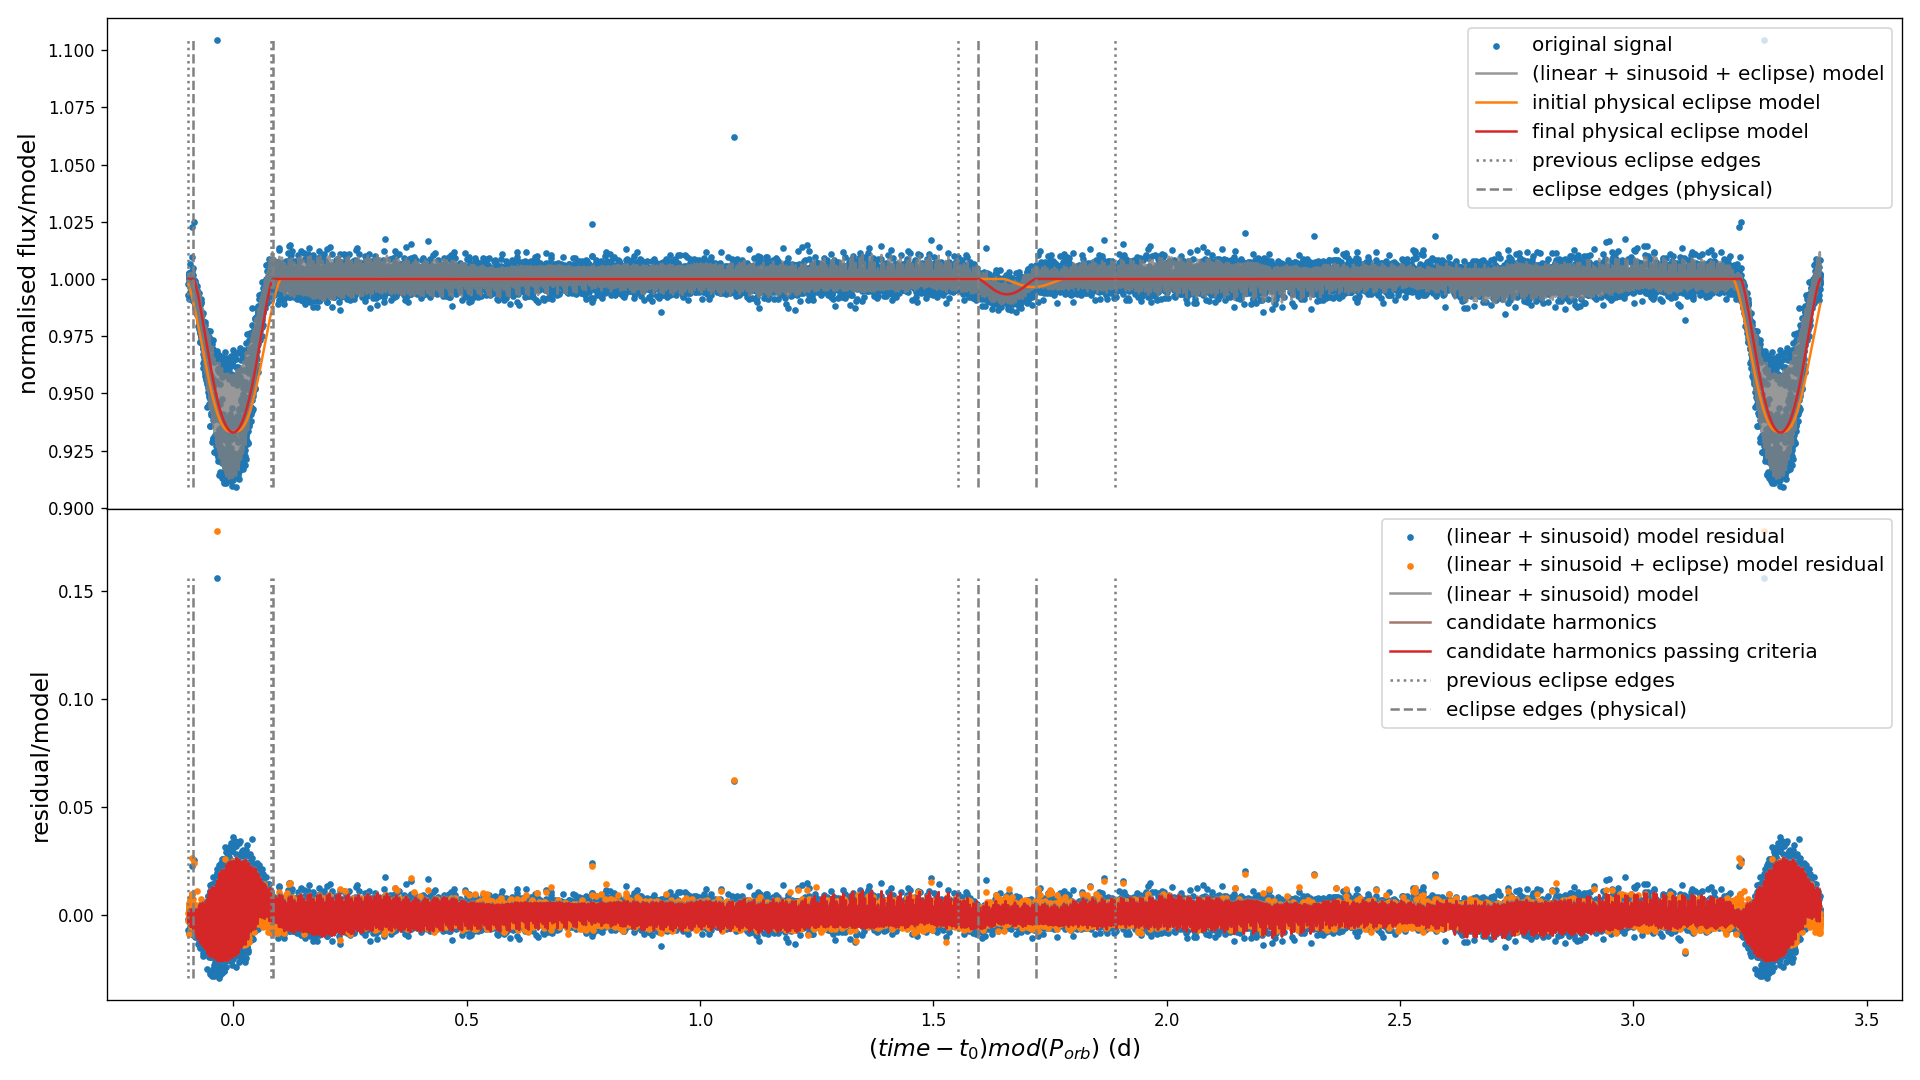 normalised flux/model
1.100
1.075
1.050
1.025
1.000
0.975
0.950
0.925
0.900
original signal
(linear + sinusoid + eclipse) model
initial physical eclipse model
final physical eclipse model
previous eclipse edges
eclipse edges (physical)
residual/model
0.15
0.10
0.05
0.00
(linear + sinusoid) model residual
(linear + sinusoid + eclipse) model residual
(linear + sinusoid) model
candidate harmonics
candidate harmonics passing criteria
previous eclipse edges
eclipse edges (physical)
0.0 0.5 1.0 1.5 2.0 2.5 3.0 3.5
(time − t₀)mod(P_orb) (d)